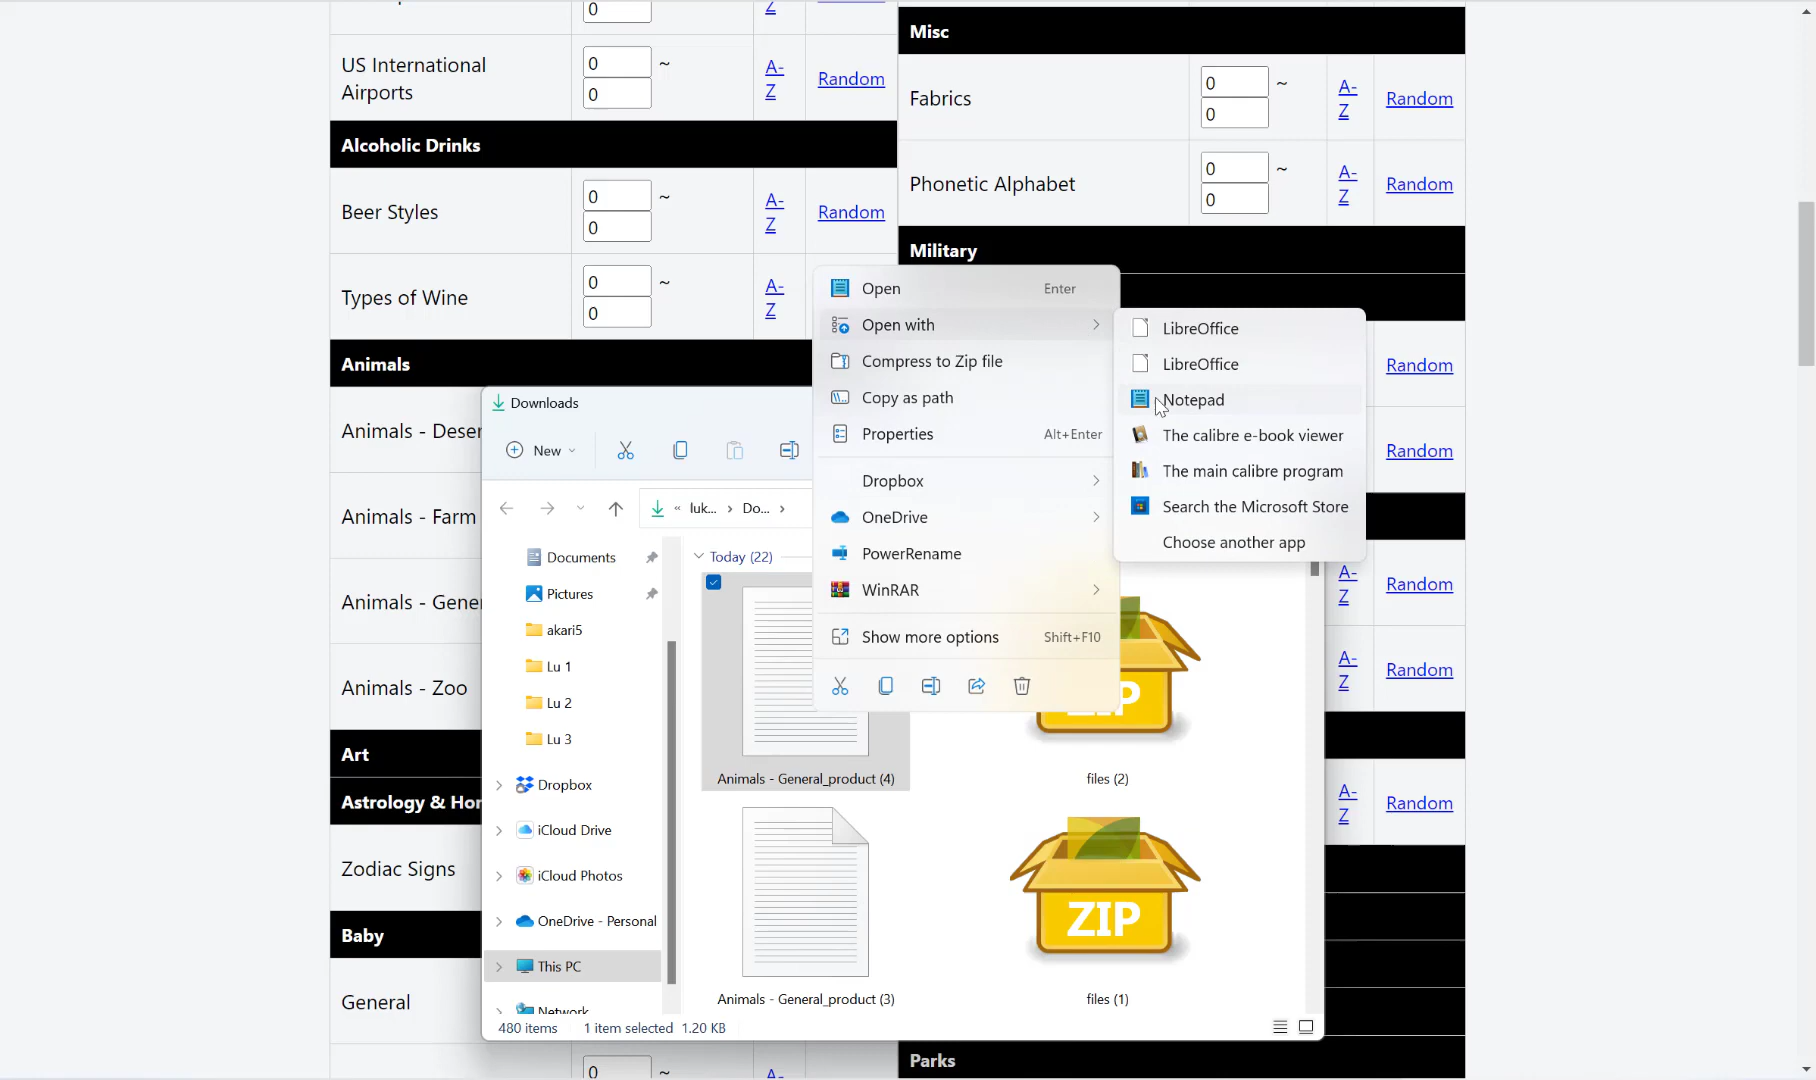 US International
Airports
0
0
0
~
A-
Z
Z
Random
Alcoholic Drinks
Beer Styles
0
0
~
A-
Z
Random
Types of Wine
0
0
~
A-
Z
Animals
Animals - Deser
Animals - Farm
Animals - Gener
Animals - Zoo
Art
Astrology & Hor
Zodiac Signs
Baby
General
0
~
A-
Misc
Fabrics
0
0
~
A-
Z
Random
Phonetic Alphabet
0
0
~
A-
Z
Random
Military
Random
Random
A-
Z
Random
A-
Z
Random
A-
Z
Random
Parks
Open Enter
Open with
Compress to Zip file
Copy as path
Properties Alt+Enter
Dropbox
OneDrive
PowerRename
WinRAR
Show more options Shift+F10
LibreOffice
LibreOffice
Notepad
The calibre e-book viewer
The main calibre program
Search the Microsoft Store
Choose another app
Downloads
New
« luk... › Do... ›
Documents
Pictures
akari5
Lu 1
Lu 2
Lu 3
Dropbox
iCloud Drive
iCloud Photos
OneDrive - Personal
This PC
Network
Today (22)
Animals - General_product (4)
files (2)
ZIP
Animals - General_product (3)
files (1)
480 items 1 item selected 1.20 KB